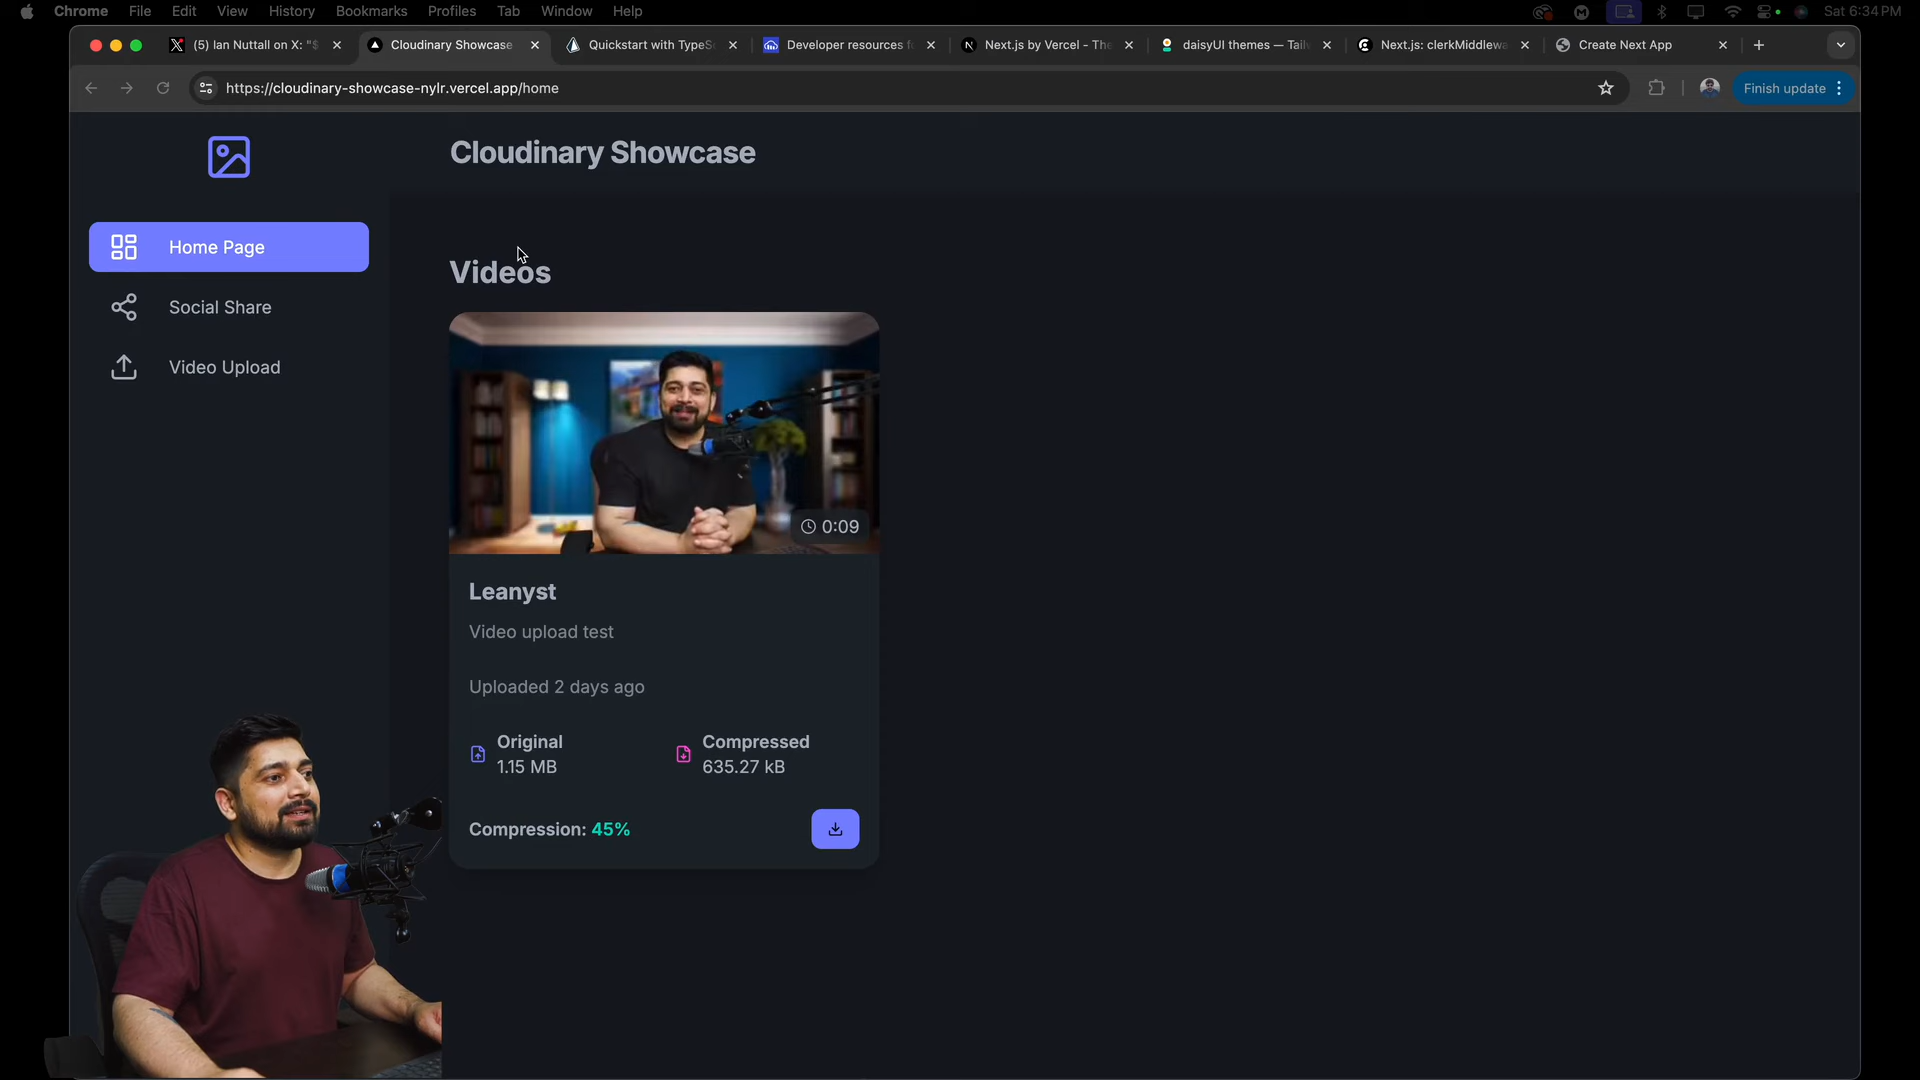 Chrome File Edit View History Bookmarks Profiles Tab Window Help Sat 6:34 PM
(5) Ian Nuttall on X: "$ Cloudinary Showcase Quickstart with TypeSc Developer resources f Next.js by Vercel - The daisyUI themes — Tail Next.js: clerkMiddlewa Create Next App
https://cloudinary-showcase-nylr.vercel.app/home Finish update
Cloudinary Showcase
Home Page
Social Share
Video Upload
Videos
0:09
Leanyst
Video upload test
Uploaded 2 days ago
Original Compressed
1.15 MB 635.27 kB
Compression: 45%